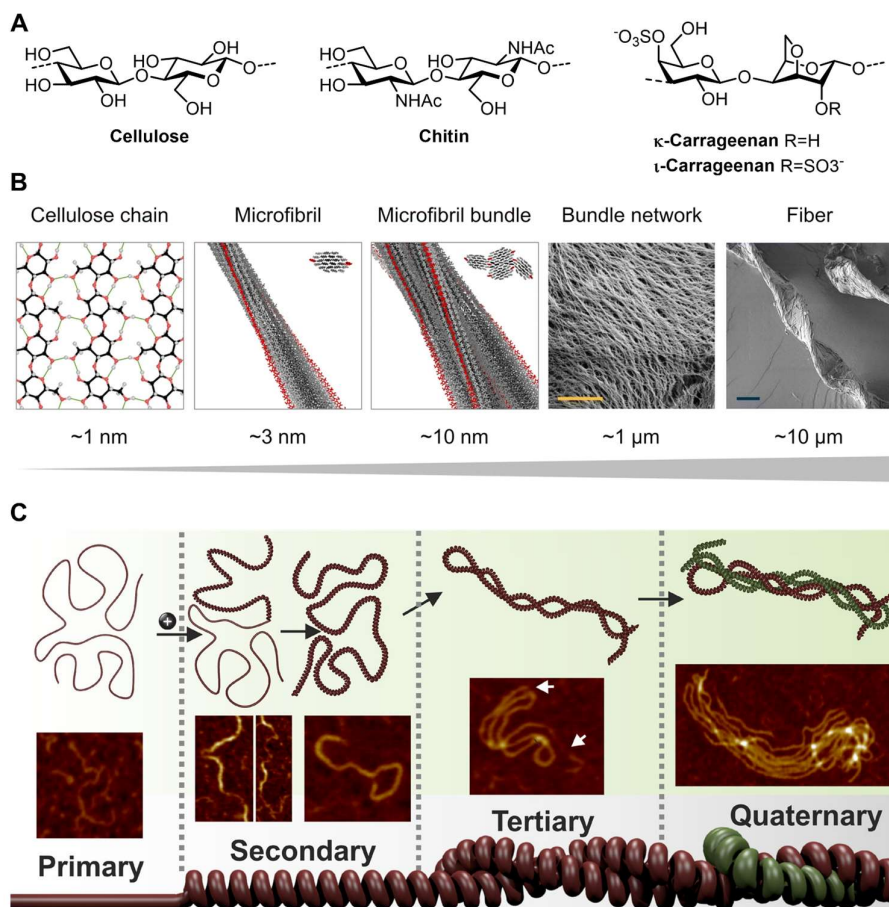 A
HO
HO
OH
O
O
HO
O
OH
HO
O
O
OH
Cellulose
HO
HO
O
O
NHAc
HO
NHAc
O
O
OH
Chitin
⁻O₃SO
OH
O
OH
O
O
O
O
OR
κ-Carrageenan R=H
ι-Carrageenan R=SO3⁻
B
Cellulose chain Microfibril Microfibril bundle Bundle network Fiber
~1 nm ~3 nm ~10 nm ~1 µm ~10 µm
C
+
Primary Secondary Tertiary Quaternary